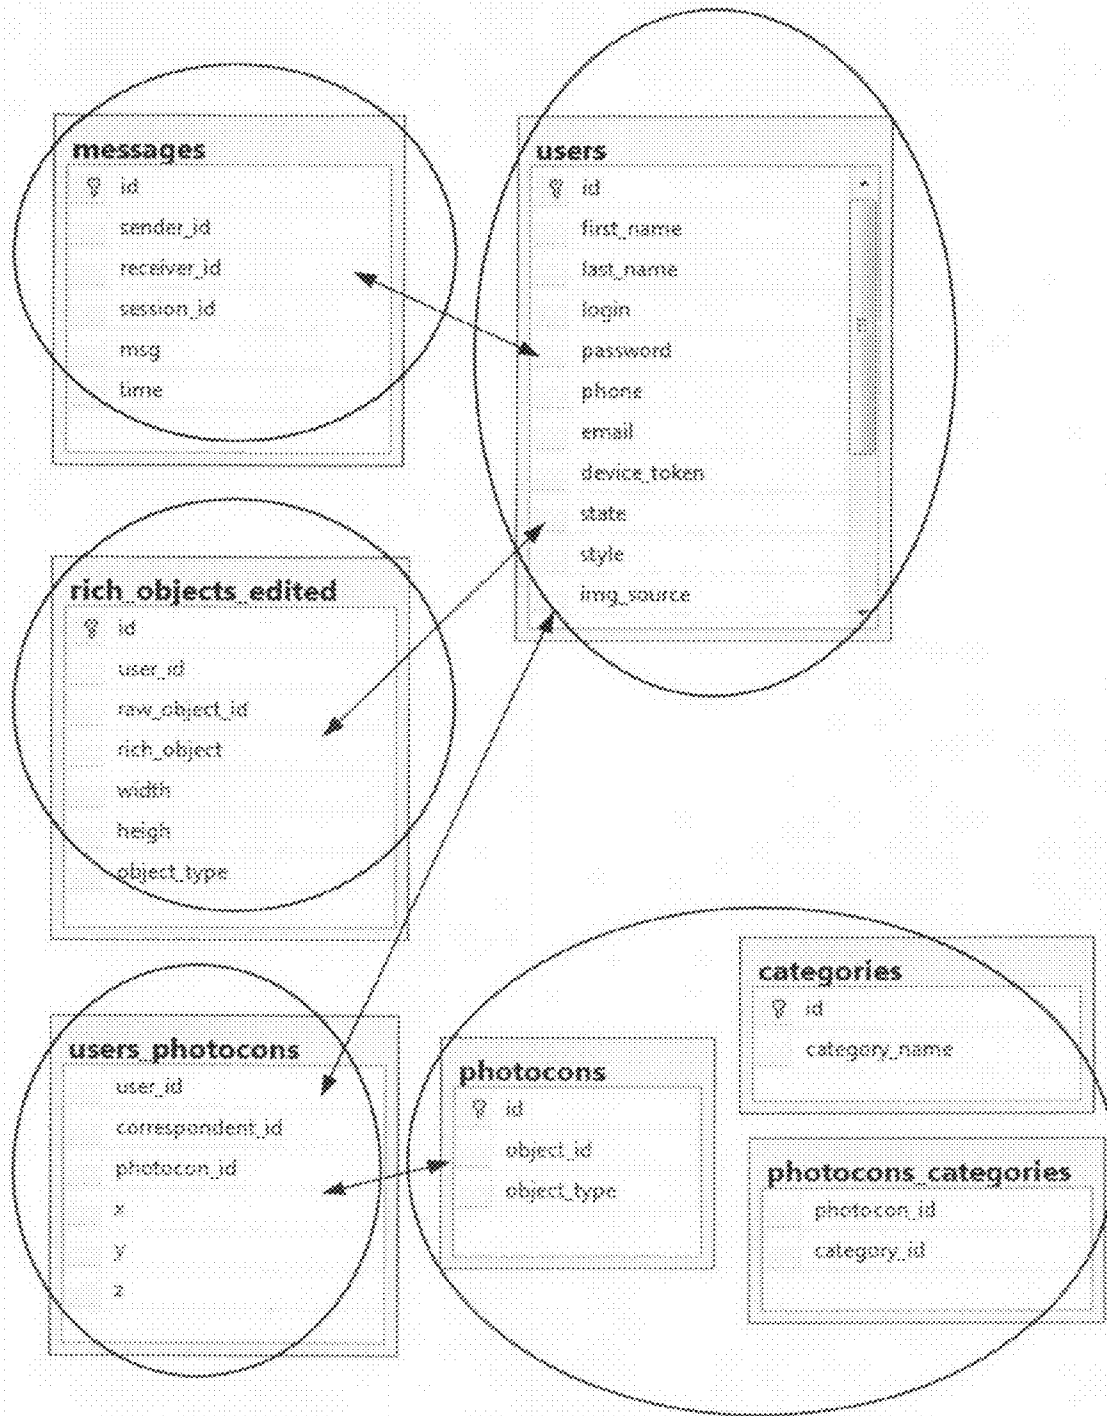 messages
id
sender_id
receiver_id
session_id
msg
time
users
id
first_name
last_name
login
password
phone
email
device_token
state
style
img_source
rich_objects_edited
id
user_id
raw_object_id
rich_object
width
heigh
object_type
users_photocons
user_id
correspondent_id
photocon_id
x
y
z
photocons
id
object_id
object_type
categories
id
category_name
photocons_categories
photocon_id
category_id